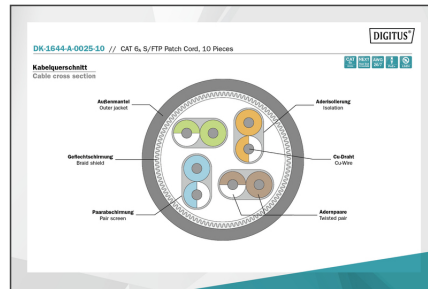 DIGITUS®
DK-1644-A-0025-10 // CAT 6A S/FTP Patch Cord, 10 Pieces
Kabelquerschnitt
Cable cross section
Außenmantel
Outer jacket
Aderisolierung
Isolation
Geflechtschirmung
Braid shield
Cu-Draht
Cu-Wire
Paarabschirmung
Pair screen
Adernpaare
Twisted pair